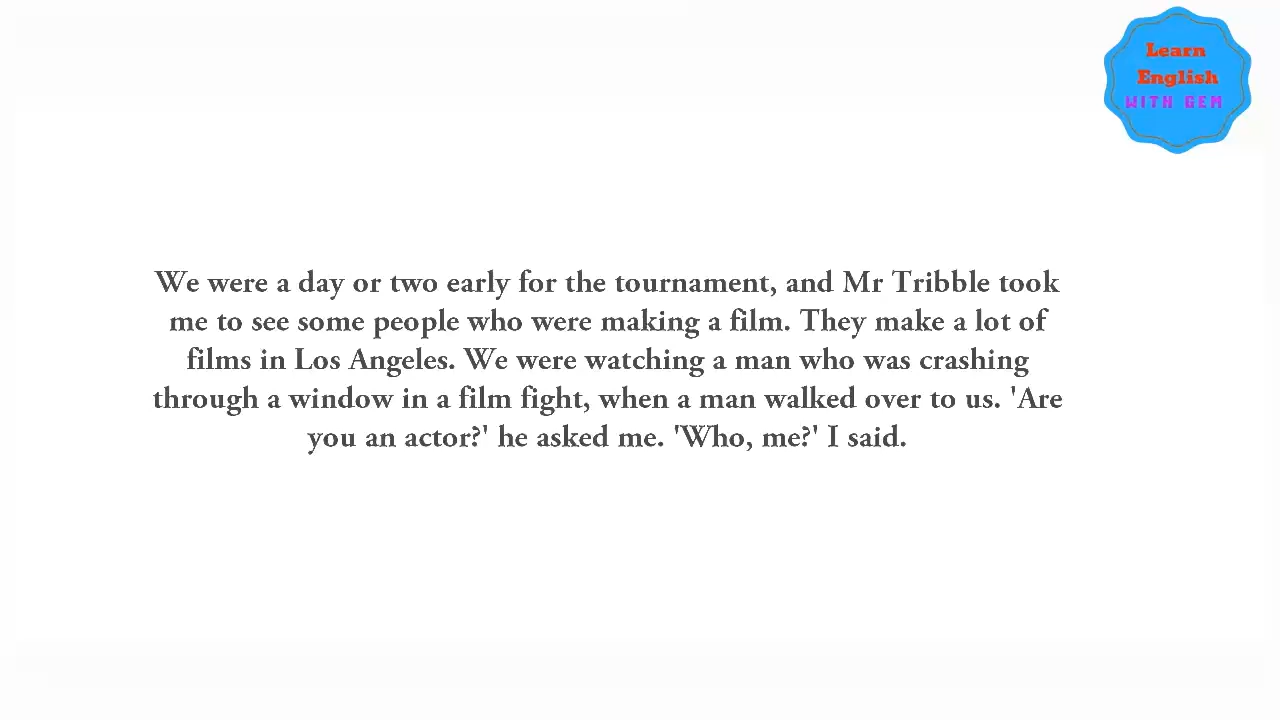 Learn
English
WITH GEM
We were a day or two early for the tournament, and Mr Tribble took
me to see some people who were making a film. They make a lot of
films in Los Angeles. We were watching a man who was crashing
through a window in a film fight, when a man walked over to us. 'Are
you an actor?' he asked me. 'Who, me?' I said.